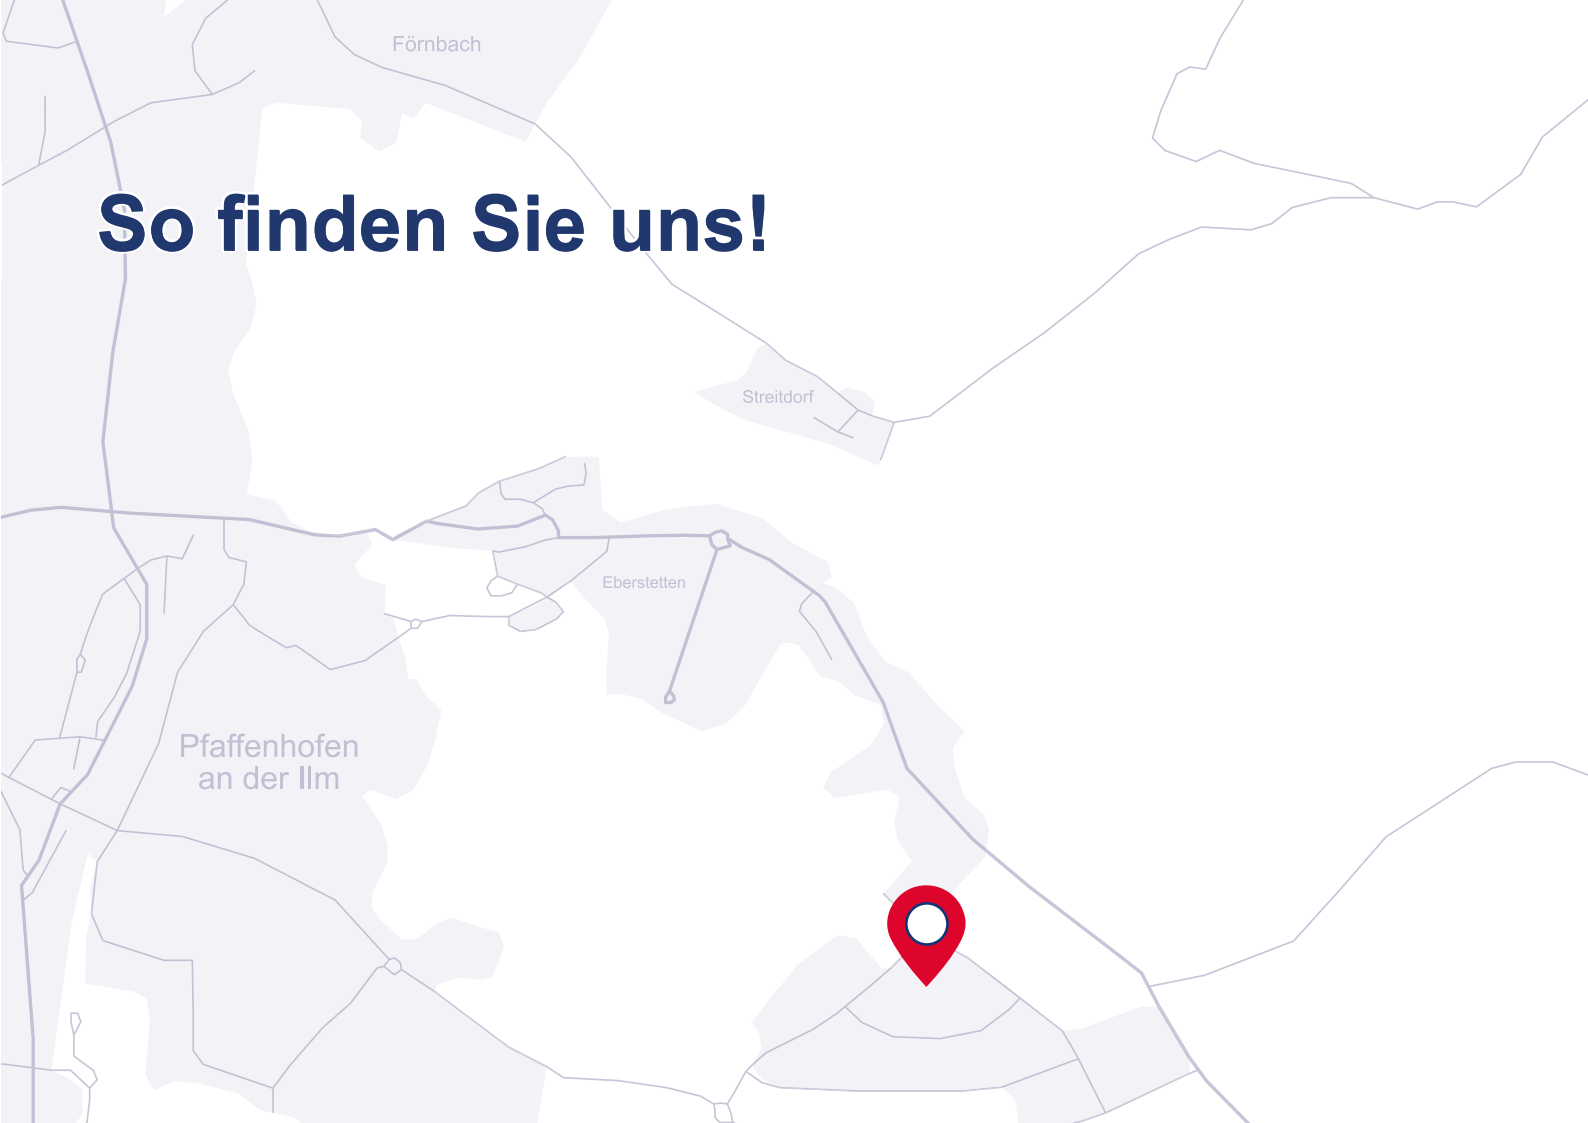 Förnbach
So finden Sie uns!
Streitdorf
Eberstetten
Pfaffenhofen
an der Ilm